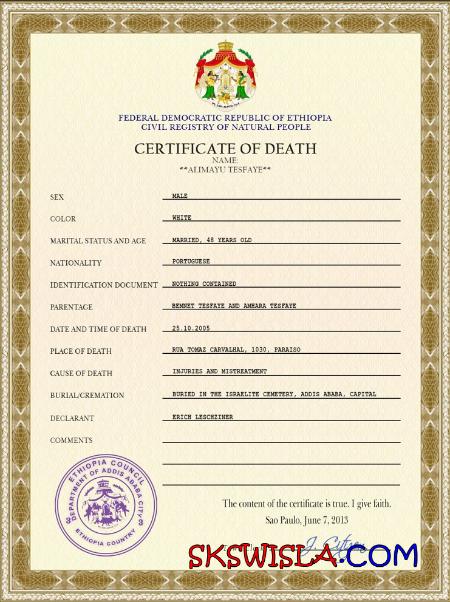 FEDERAL DEMOCRATIC REPUBLIC OF ETHIOPIA
CIVIL REGISTRY OF NATURAL PEOPLE
CERTIFICATE OF DEATH
NAME:
**ALIMAYU TESFAYE**
SEX MALE
COLOR WHITE
MARITAL STATUS AND AGE MARRIED, 48 YEARS OLD
NATIONALITY PORTUGUESE
IDENTIFICATION DOCUMENT NOTHING CONTAINED
PARENTAGE BEMNET TESFAYE AND AMHARA TESFAYE
DATE AND TIME OF DEATH 25.10.2005
PLACE OF DEATH RUA TOMAZ CARVALHAL, 1030, PARAISO
CAUSE OF DEATH INJURIES AND MISTREATMENT
BURIAL/CREMATION BURIED IN THE ISRAELITE CEMETERY, ADDIS ABABA, CAPITAL
DECLARANT ERICH LESCHZINER
COMMENTS
ETHIOPIA COUNCIL
DEPARTMENT OF ADDIS ABABA CITY
ETHIOPIA COUNTRY
The content of the certificate is true. I give faith.
Sao Paulo, June 7, 2013
SKSWISLA.COM